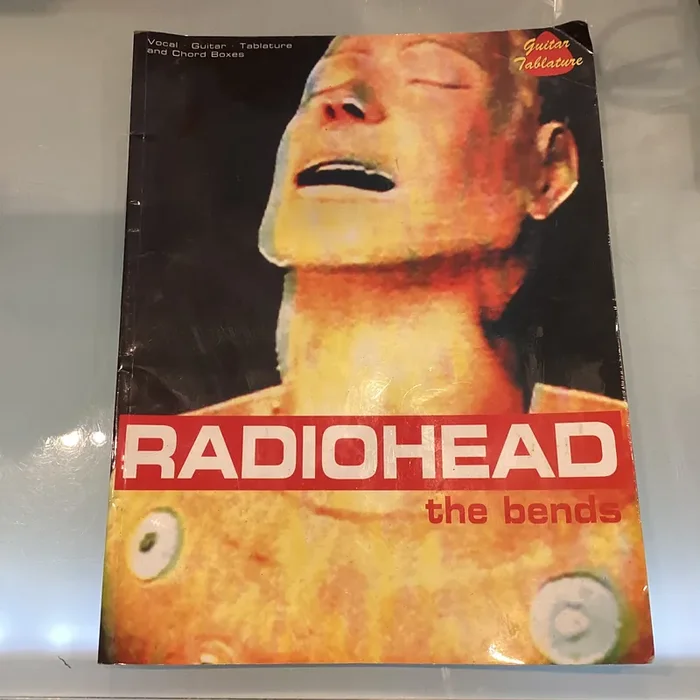 Vocal · Guitar · Tablature
and Chord Boxes
Guitar
Tablature
RADIOHEAD
the bends